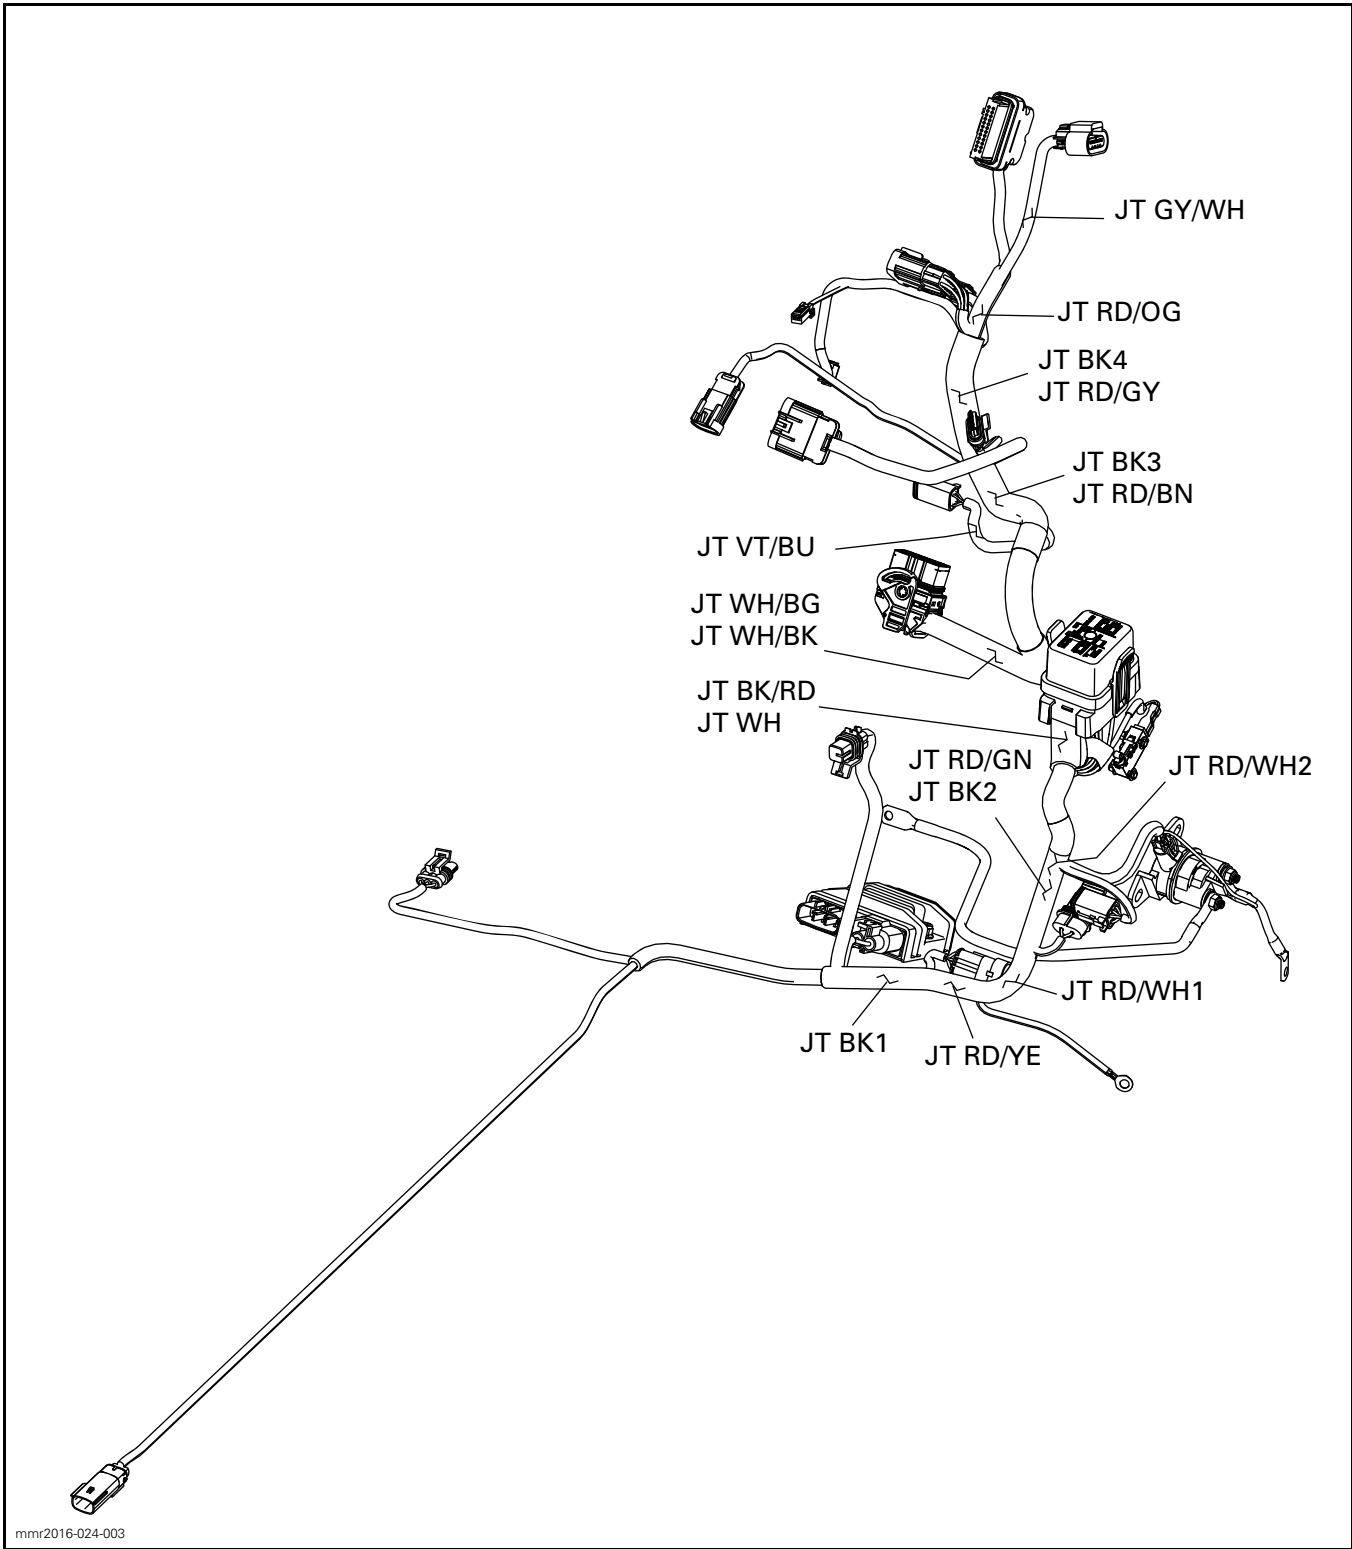 JT GY/WH
JT RD/OG
JT BK4
JT RD/GY
JT BK3
JT RD/BN
JT VT/BU
JT WH/BG
JT WH/BK
JT BK/RD
JT WH
JT RD/GN
JT BK2
JT RD/WH2
JT RD/WH1
JT BK1
JT RD/YE
mmr2016-024-003